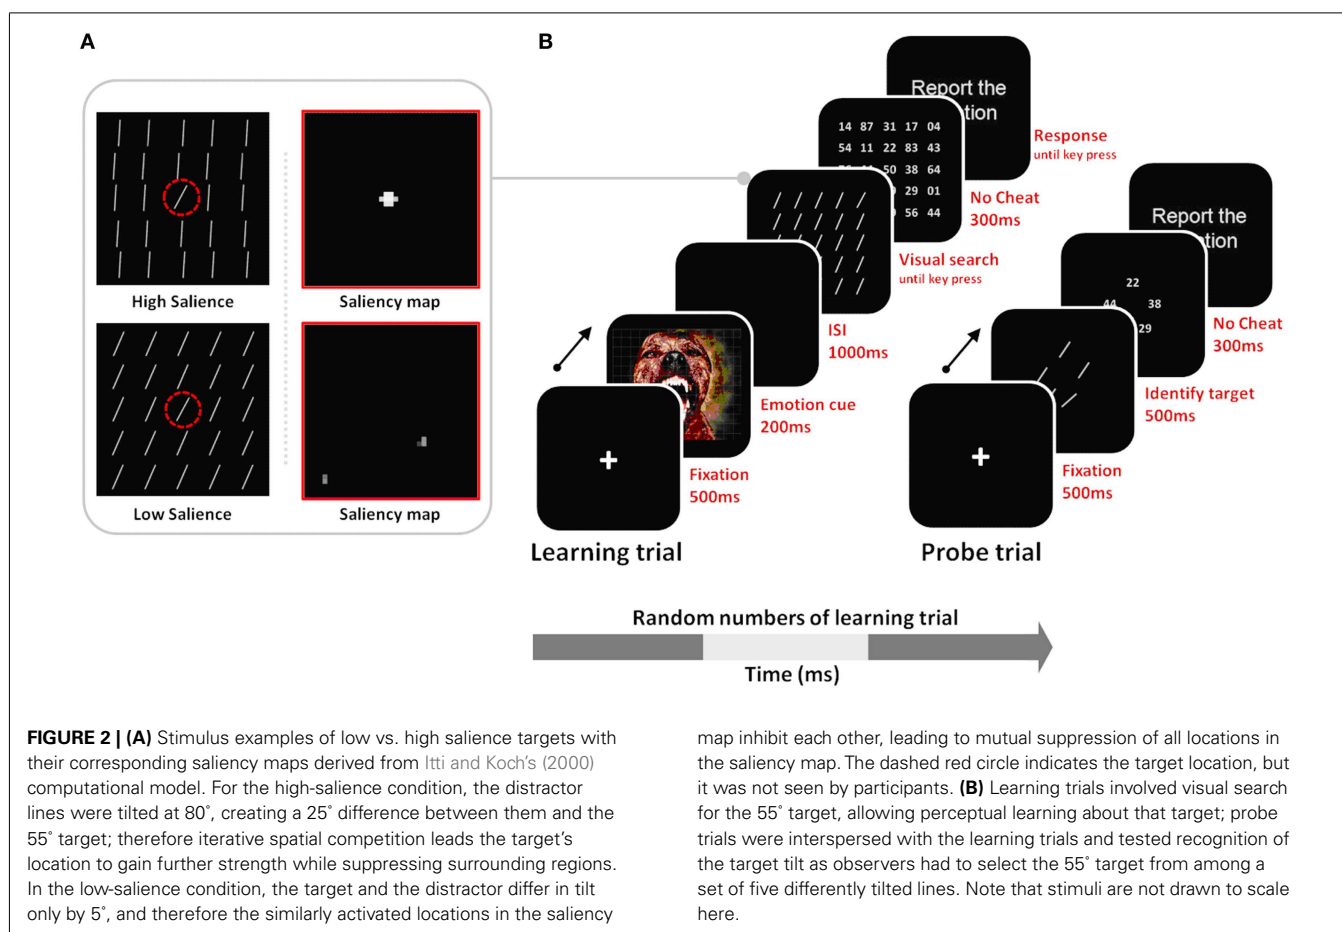 A
B
High Salience
Saliency map
Low Salience
Saliency map
Report the
14 87 31 17 04
54 11 22 83 43
50 38 64
29 01
56 44
Response
until key press
No Cheat
300ms
Visual search
until key press
ISI
1000ms
Emotion cue
200ms
Fixation
500ms
Learning trial
Report the
22
44 38
29
No Cheat
300ms
Identify target
500ms
Fixation
500ms
Probe trial
Random numbers of learning trial
Time (ms)
FIGURE 2 | (A) Stimulus examples of low vs. high salience targets with
their corresponding saliency maps derived from Itti and Koch's (2000)
computational model. For the high-salience condition, the distractor
lines were tilted at 80°, creating a 25° difference between them and the
55° target; therefore iterative spatial competition leads the target's
location to gain further strength while suppressing surrounding regions.
In the low-salience condition, the target and the distractor differ in tilt
only by 5°, and therefore the similarly activated locations in the saliency
map inhibit each other, leading to mutual suppression of all locations in
the saliency map. The dashed red circle indicates the target location, but
it was not seen by participants. (B) Learning trials involved visual search
for the 55° target, allowing perceptual learning about that target; probe
trials were interspersed with the learning trials and tested recognition of
the target tilt as observers had to select the 55° target from among a
set of five differently tilted lines. Note that stimuli are not drawn to scale
here.